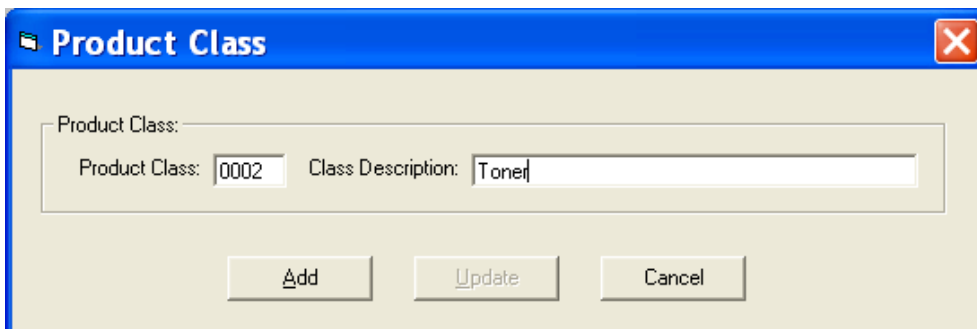 Product Class
Product Class:
Product Class: 0002 Class Description: Toner
Add Update Cancel